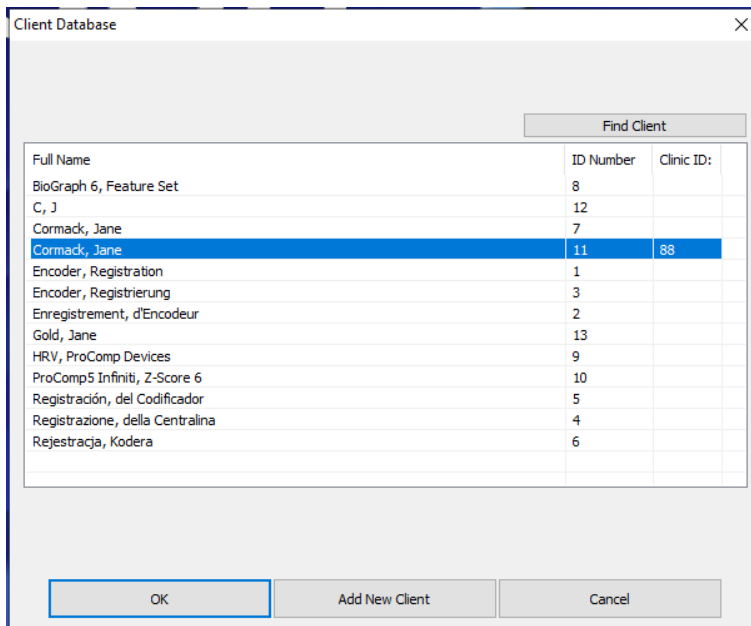 Client Database
Find Client
Full Name ID Number Clinic ID:
BioGraph 6, Feature Set 8
C, J 12
Cormack, Jane 7
Cormack, Jane 11 88
Encoder, Registration 1
Encoder, Registrierung 3
Enregistrement, d'Encodeur 2
Gold, Jane 13
HRV, ProComp Devices 9
ProComp5 Infiniti, Z-Score 6 10
Registración, del Codificador 5
Registrazione, della Centralina 4
Rejestracja, Kodera 6
OK Add New Client Cancel